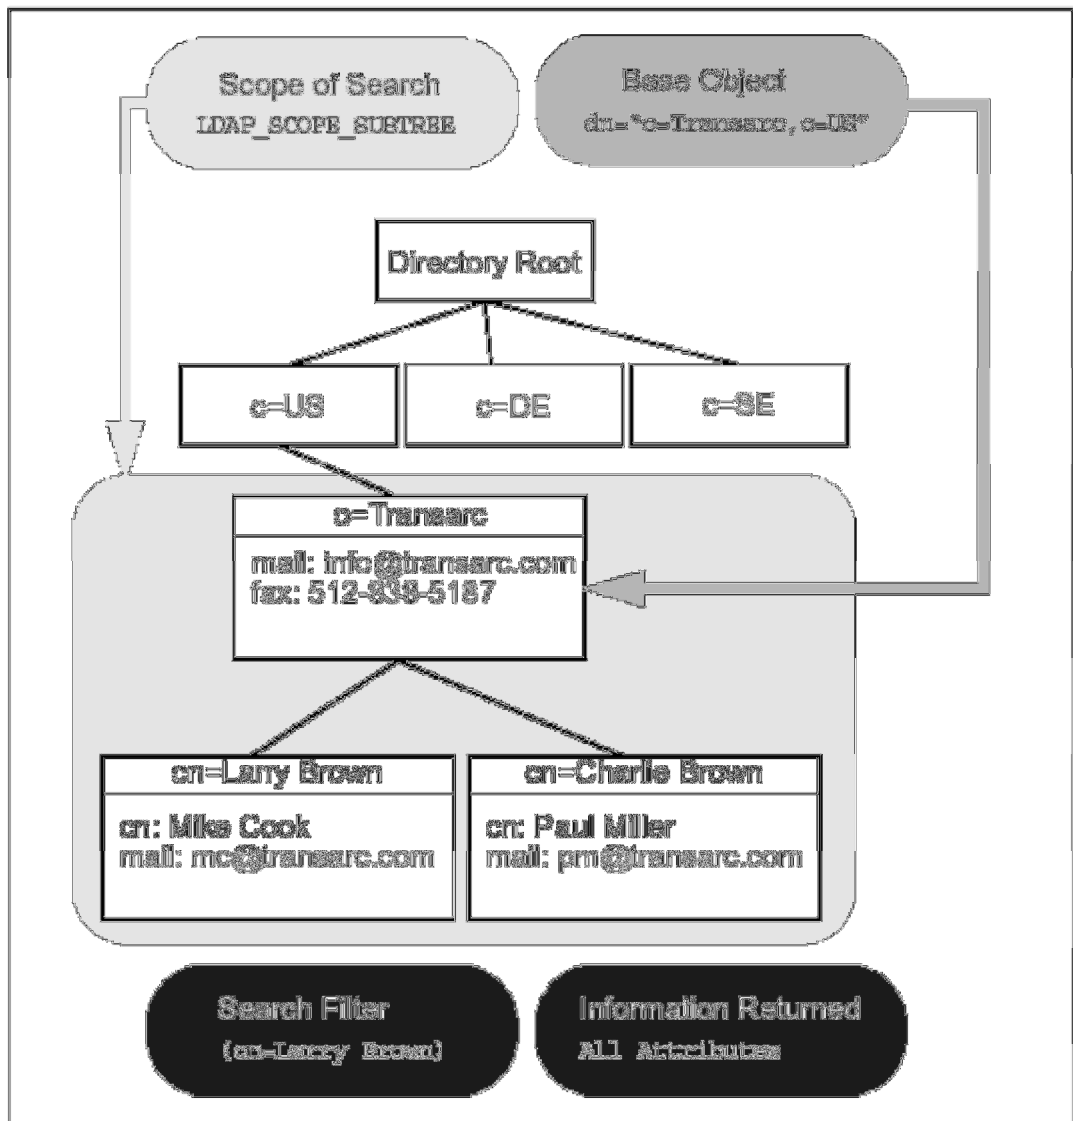 Scope of Search
LDAP_SCOPE_SUBTREE
Base Object
dn="o=Transarc,c=US"
Directory Root
c=US
c=DE
c=SE
o=Transarc
mail: info@transarc.com
fax: 512-838-5187
cn=Larry Brown
cn: Mike Cook
mail: mc@transarc.com
cn=Charlie Brown
cn: Paul Miller
mail: pm@transarc.com
Search Filter
(cn=Larry Brown)
Information Returned
All Attributes